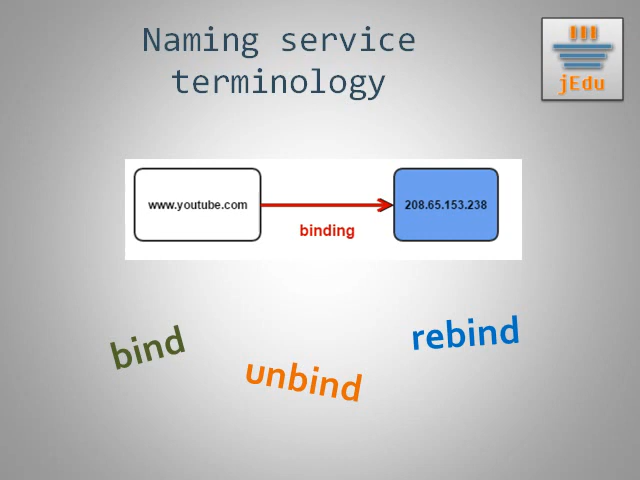 Naming service
terminology
jEdu
www.youtube.com
208.65.153.238
binding
bind
unbind
rebind